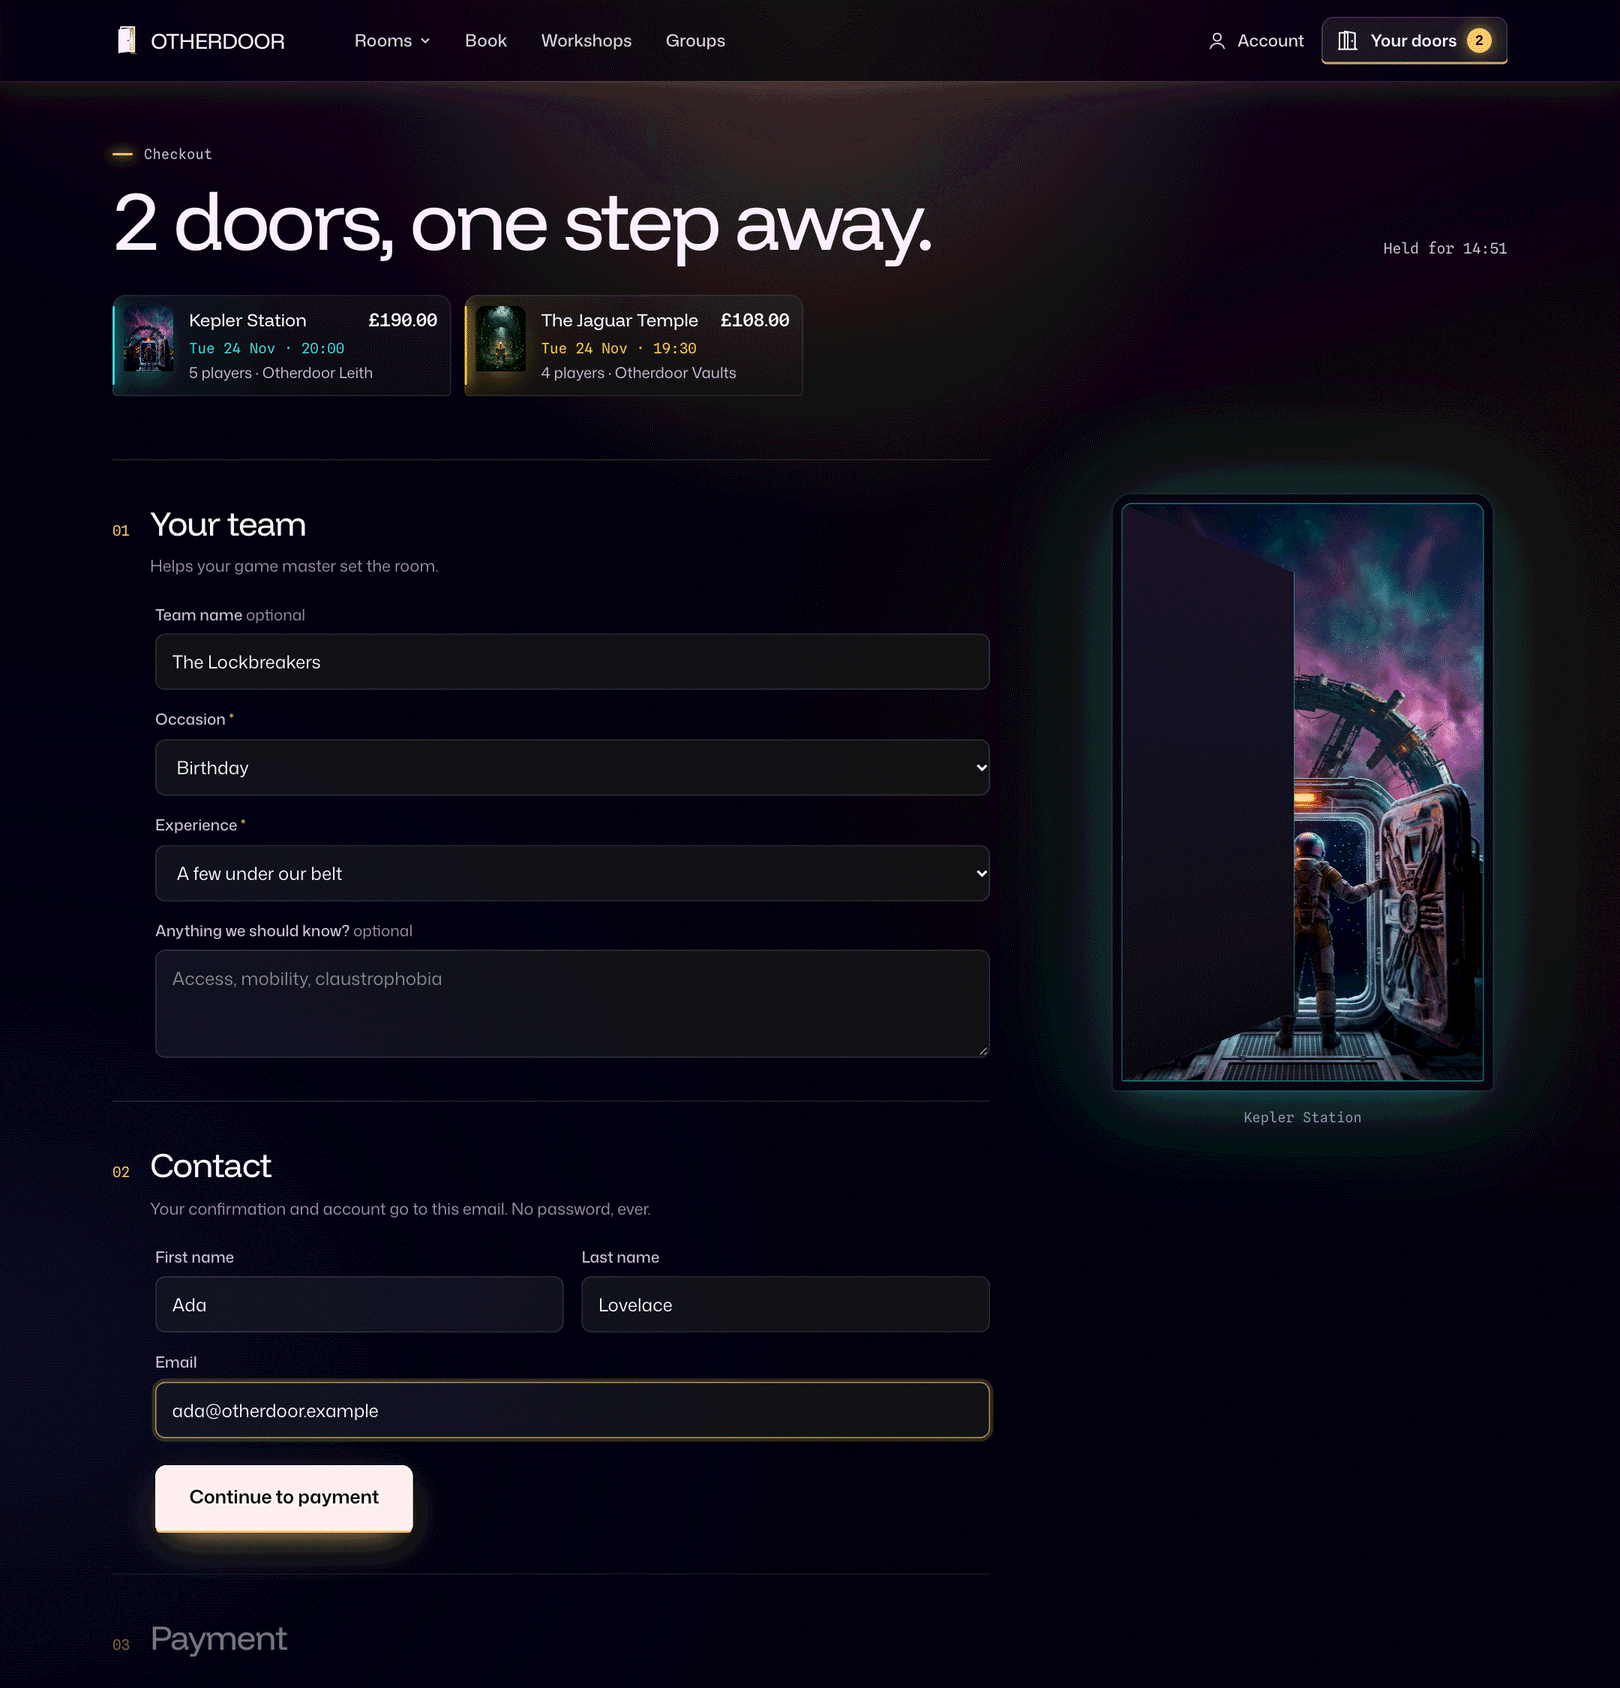 OTHERDOOR
Rooms
Book
Workshops
Groups
Account
Your doors 2
Checkout
2 doors, one step away.
Held for 14:51
Kepler Station £190.00
Tue 24 Nov · 20:00
5 players · Otherdoor Leith
The Jaguar Temple £108.00
Tue 24 Nov · 19:30
4 players · Otherdoor Vaults
01 Your team
Helps your game master set the room.
Team name optional
The Lockbreakers
Occasion *
Birthday
Experience *
A few under our belt
Anything we should know? optional
Access, mobility, claustrophobia
Kepler Station
02 Contact
Your confirmation and account go to this email. No password, ever.
First name
Ada
Last name
Lovelace
Email
ada@otherdoor.example
Continue to payment
03 Payment